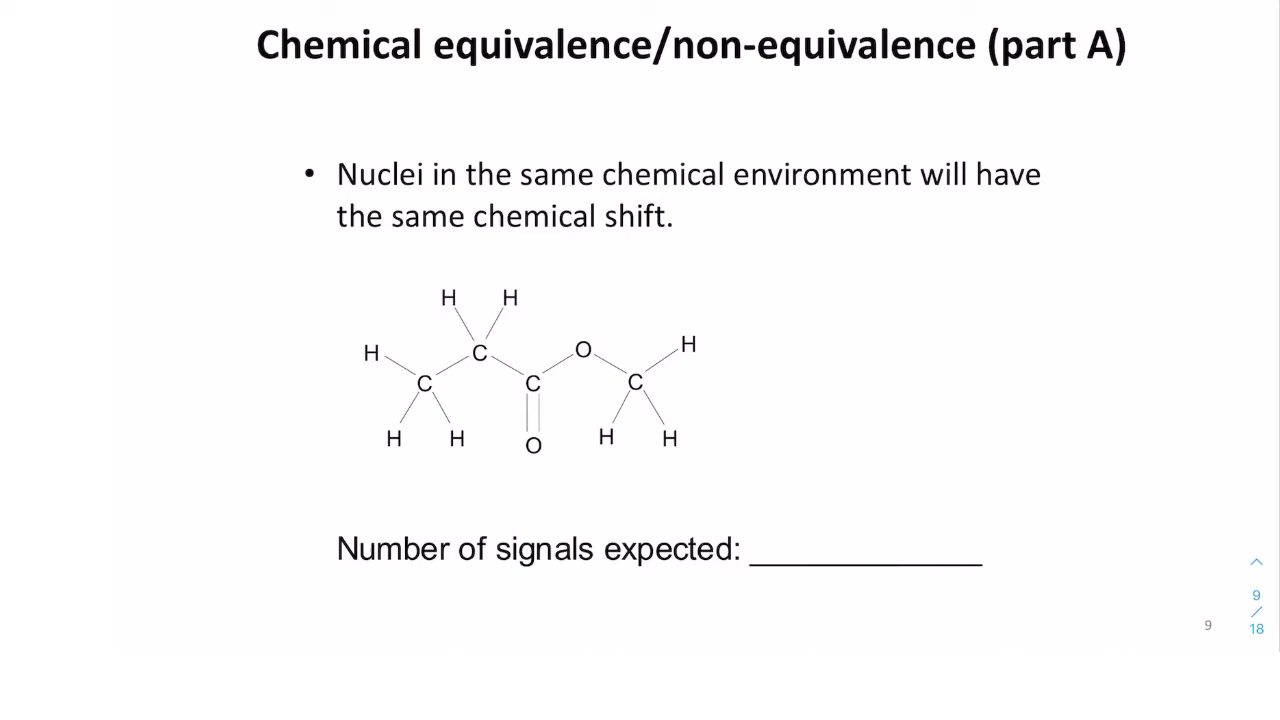 Chemical equivalence/non-equivalence (part A)
• Nuclei in the same chemical environment will have
the same chemical shift.
H H
H C O H
C C C
H H O H H
Number of signals expected: _____________
9
9
/
18